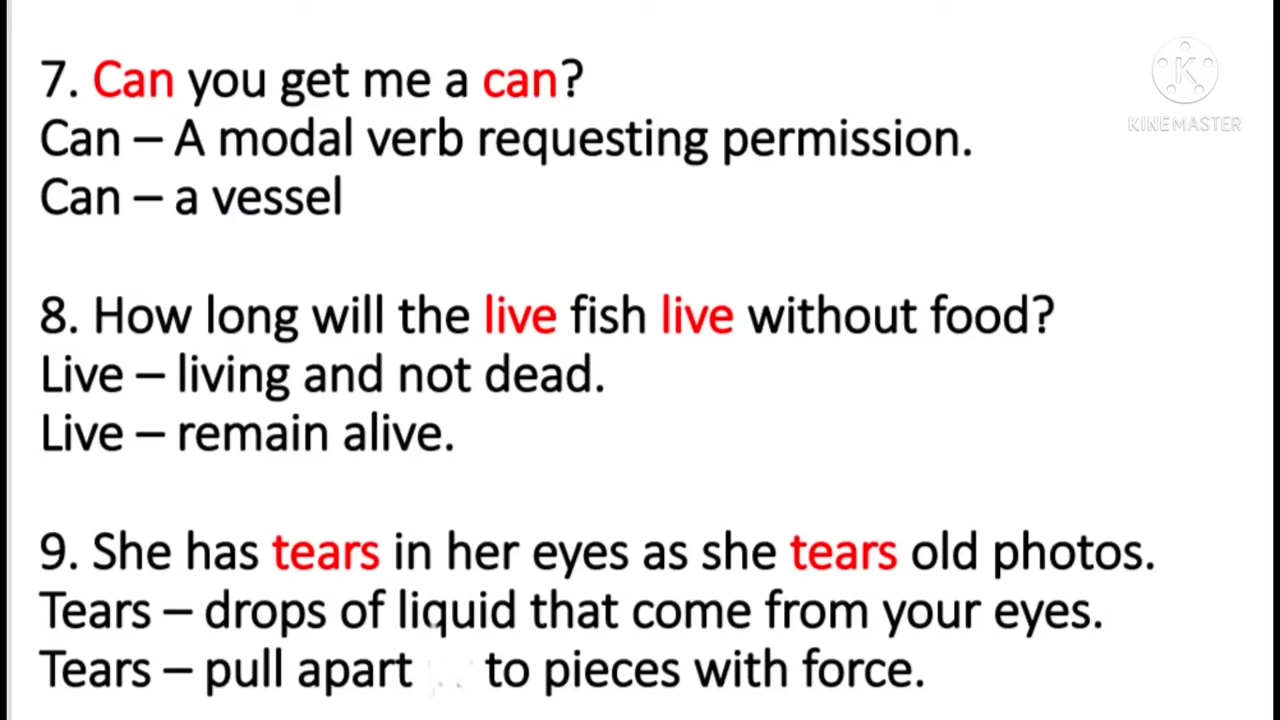 7. Can you get me a can?
Can – A modal verb requesting permission.
Can – a vessel
8. How long will the live fish live without food?
Live – living and not dead.
Live – remain alive.
9. She has tears in her eyes as she tears old photos.
Tears – drops of liquid that come from your eyes.
Tears – pull apart to pieces with force.
K
KINEMASTER